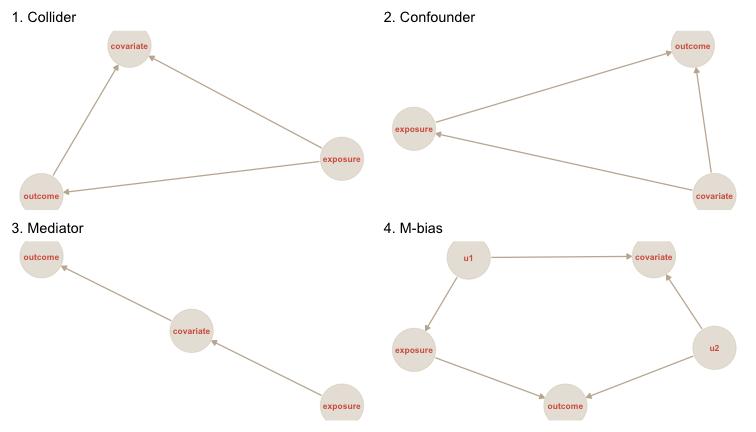 1. Collider
covariate
exposure
outcome
2. Confounder
outcome
exposure
covariate
3. Mediator
outcome
covariate
exposure
4. M-bias
u1
covariate
exposure
u2
outcome